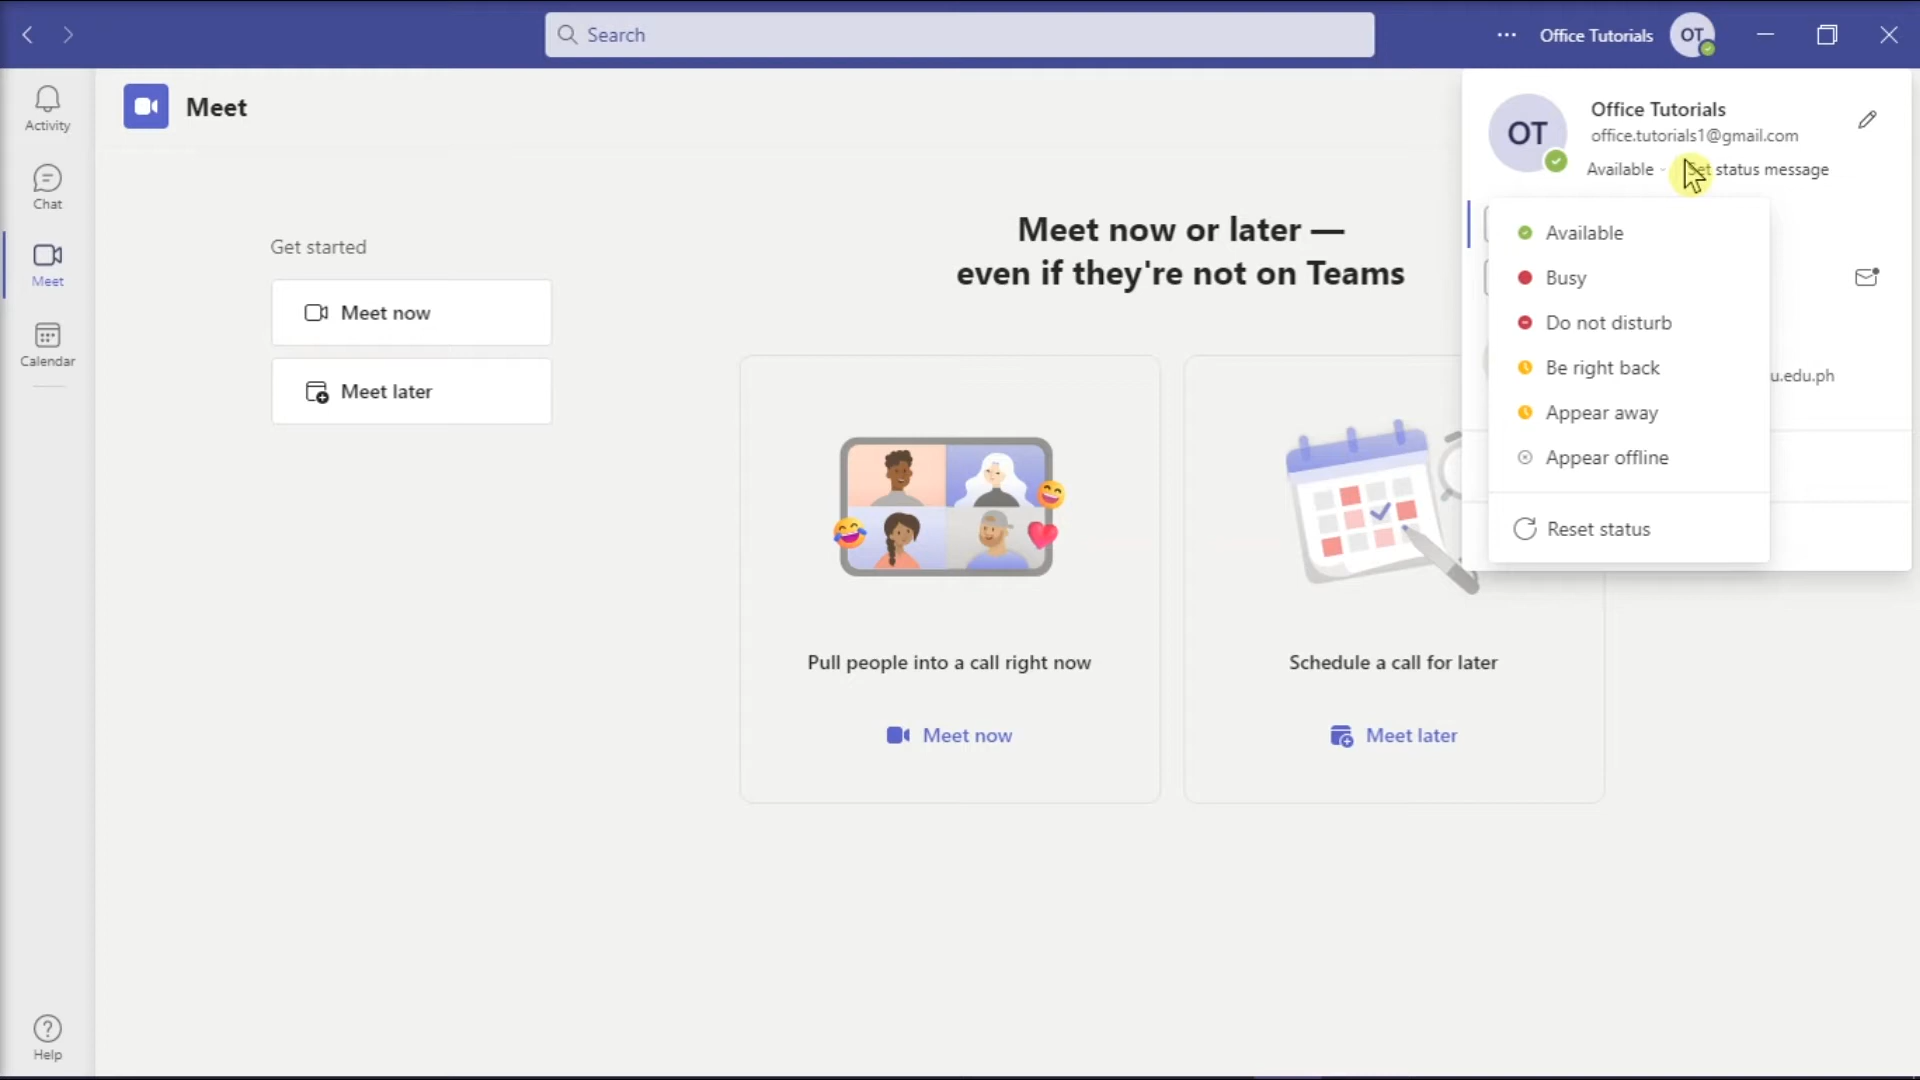 Search
Office Tutorials
OT
Activity
Chat
Meet
Calendar
Help
Meet
Get started
Meet now
Meet later
Meet now or later —
even if they're not on Teams
Pull people into a call right now
Meet now
Schedule a call for later
Meet later
OT
Office Tutorials
office.tutorials1@gmail.com
Available
Set status message
Available
Busy
Do not disturb
Be right back
Appear away
Appear offline
Reset status
u.edu.ph